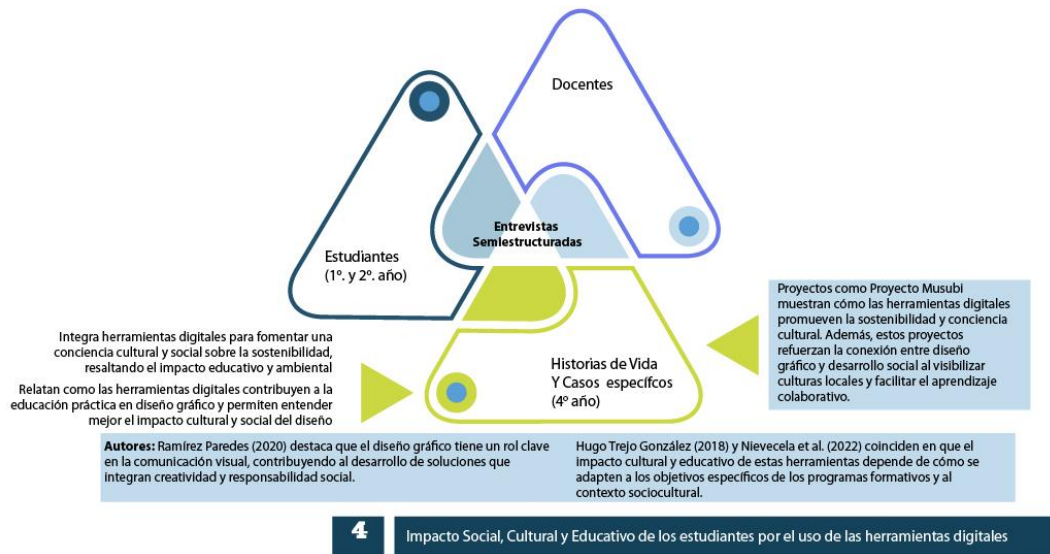 Docentes
Entrevistas
Semiestructuradas
Estudiantes
(1º. y 2º. año)
Integra herramientas digitales para fomentar una
conciencia cultural y social sobre la sostenibilidad,
resaltando el impacto educativo y ambiental
Relatan como las herramientas digitales contribuyen a la
educación práctica en diseño gráfico y permiten entender
mejor el impacto cultural y social del diseño
Historias de Vida
Y Casos específcos
(4º año)
Proyectos como Proyecto Musubi
muestran cómo las herramientas digitales
promueven la sostenibilidad y conciencia
cultural. Además, estos proyectos
refuerzan la conexión entre diseño
gráfico y desarrollo social al visibilizar
culturas locales y facilitar el aprendizaje
colaborativo.
Autores: Ramírez Paredes (2020) destaca que el diseño gráfico tiene un rol clave
en la comunicación visual, contribuyendo al desarrollo de soluciones que
integran creatividad y responsabilidad social.
Hugo Trejo González (2018) y Nievecela et al. (2022) coinciden en que el
impacto cultural y educativo de estas herramientas depende de cómo se
adapten a los objetivos específicos de los programas formativos y al
contexto sociocultural.
4 Impacto Social, Cultural y Educativo de los estudiantes por el uso de las herramientas digitales